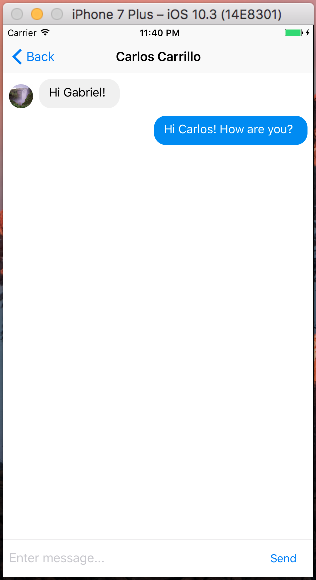 iPhone 7 Plus – iOS 10.3 (14E8301)
Carrier 11:40 PM
Back Carlos Carrillo
Hi Gabriel!
Hi Carlos! How are you?
Enter message... Send